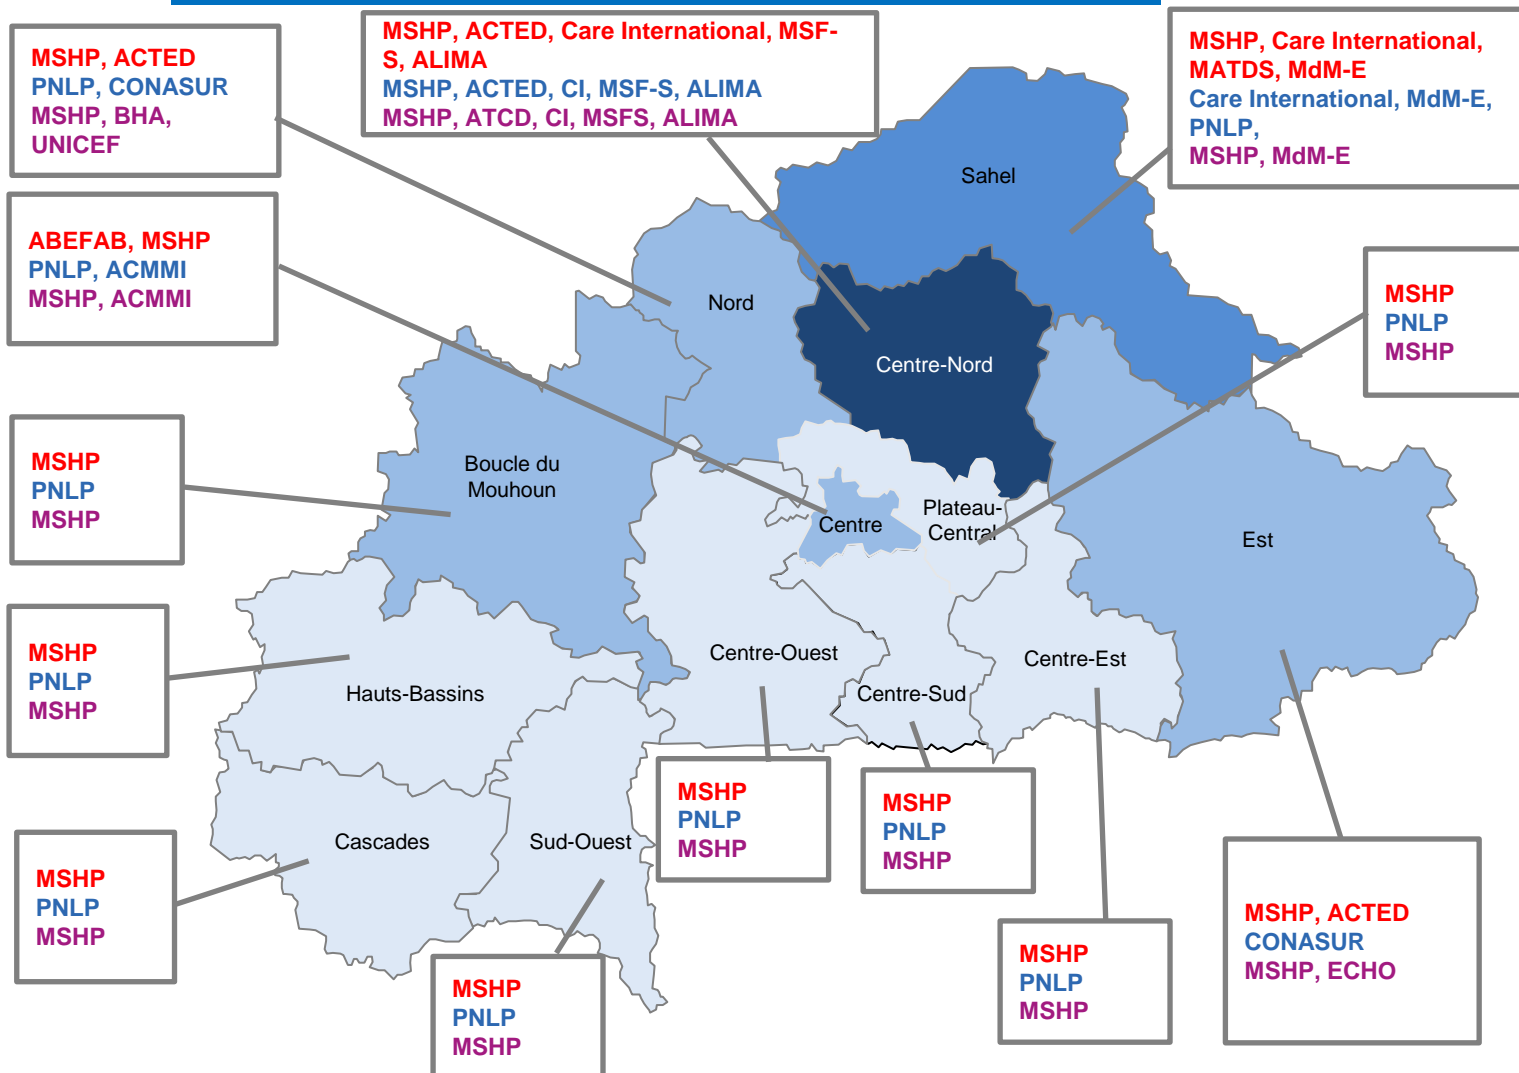 MSHP, ACTED
PNLP, CONASUR
MSHP, BHA,
UNICEF
MSHP, ACTED, Care International, MSF-
S, ALIMA
MSHP, ACTED, CI, MSF-S, ALIMA
MSHP, ATCD, CI, MSFS, ALIMA
MSHP, Care International,
MATDS, MdM-E
Care International, MdM-E,
PNLP,
MSHP, MdM-E
Sahel
ABEFAB, MSHP
PNLP, ACMMI
MSHP, ACMMI
Nord
MSHP
PNLP
MSHP
Centre-Nord
MSHP
PNLP
MSHP
Boucle du
Mouhoun
Centre
Plateau-
Central
Est
MSHP
PNLP
MSHP
Hauts-Bassins
Centre-Ouest
Centre-Sud
Centre-Est
MSHP
PNLP
MSHP
MSHP
PNLP
MSHP
Cascades
Sud-Ouest
MSHP
PNLP
MSHP
MSHP
PNLP
MSHP
MSHP
PNLP
MSHP
MSHP, ACTED
CONASUR
MSHP, ECHO